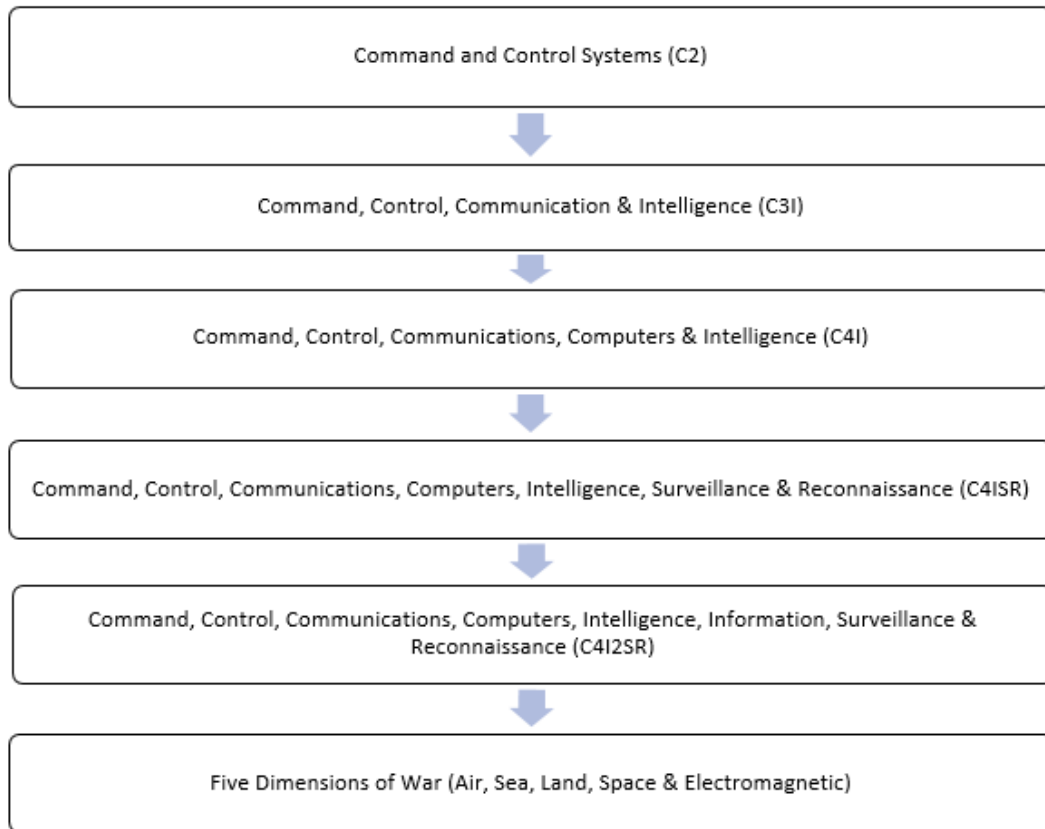 Command and Control Systems (C2)
Command, Control, Communication & Intelligence (C3I)
Command, Control, Communications, Computers & Intelligence (C4I)
Command, Control, Communications, Computers, Intelligence, Surveillance & Reconnaissance (C4ISR)
Command, Control, Communications, Computers, Intelligence, Information, Surveillance &
Reconnaissance (C4I2SR)
Five Dimensions of War (Air, Sea, Land, Space & Electromagnetic)